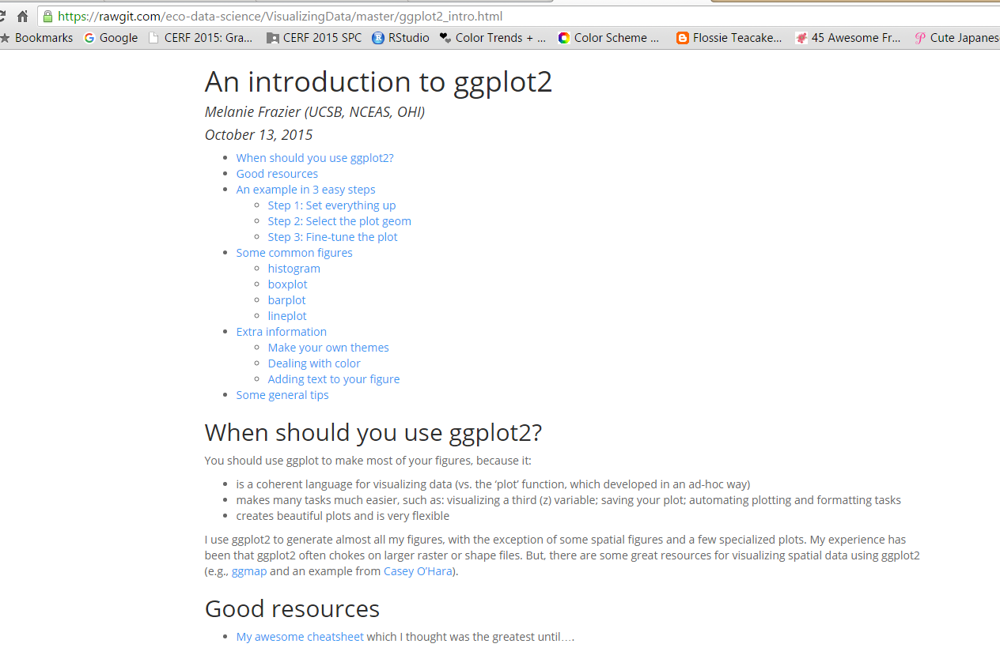 https://rawgit.com/eco-data-science/VisualizingData/master/ggplot2_intro.html
Bookmarks Google CERF 2015: Gra... CERF 2015 SPC RStudio Color Trends + ... Color Scheme ... Flossie Teacake... 45 Awesome Fr... Cute Japanes
An introduction to ggplot2
Melanie Frazier (UCSB, NCEAS, OHI)
October 13, 2015
When should you use ggplot2?
Good resources
An example in 3 easy steps
Step 1: Set everything up
Step 2: Select the plot geom
Step 3: Fine-tune the plot
Some common figures
histogram
boxplot
barplot
lineplot
Extra information
Make your own themes
Dealing with color
Adding text to your figure
Some general tips
When should you use ggplot2?
You should use ggplot to make most of your figures, because it:
is a coherent language for visualizing data (vs. the ‘plot’ function, which developed in an ad-hoc way)
makes many tasks much easier, such as: visualizing a third (z) variable; saving your plot; automating plotting and formatting tasks
creates beautiful plots and is very flexible
I use ggplot2 to generate almost all my figures, with the exception of some spatial figures and a few specialized plots. My experience has
been that ggplot2 often chokes on larger raster or shape files. But, there are some great resources for visualizing spatial data using ggplot2
(e.g., ggmap and an example from Casey O’Hara).
Good resources
My awesome cheatsheet which I thought was the greatest until….